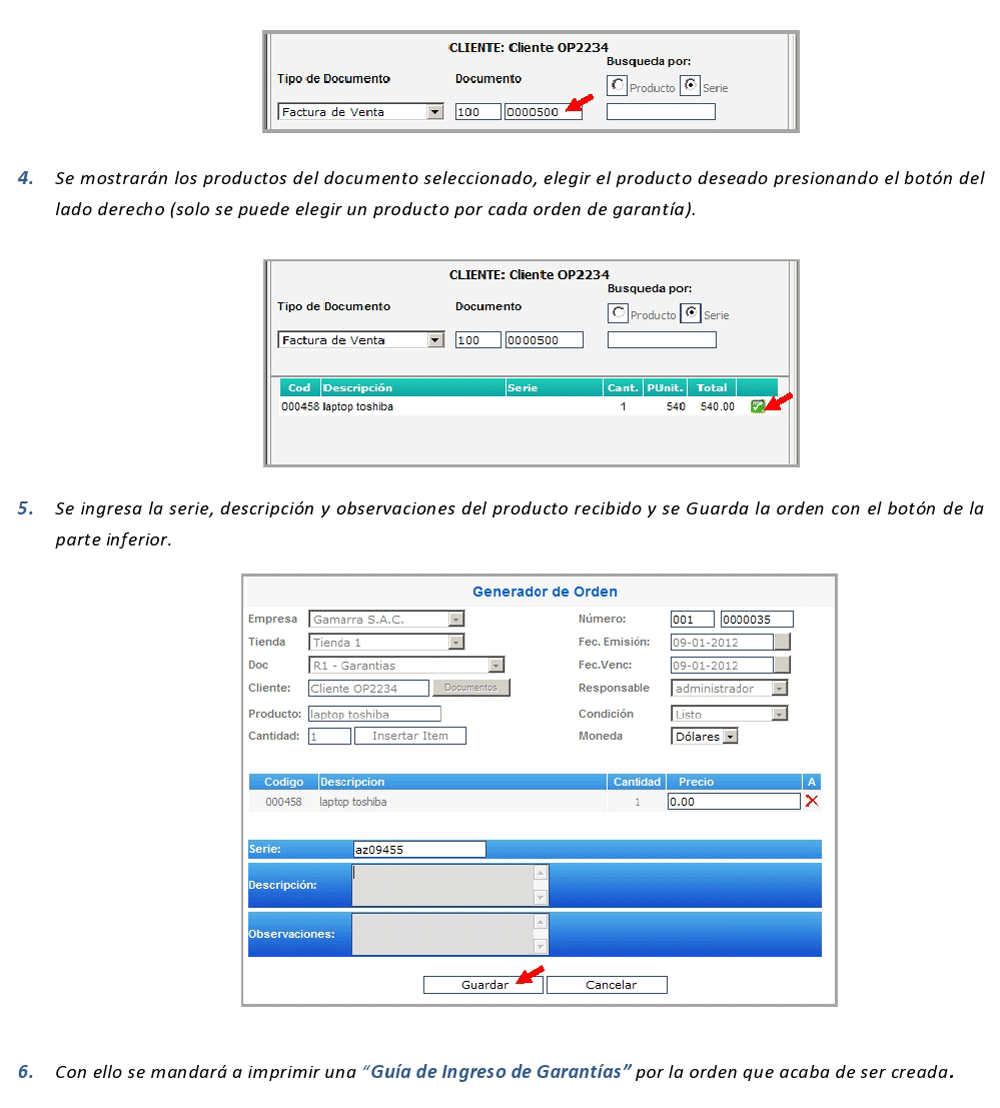 CLIENTE: Cliente OP2234
Busqueda por:
Tipo de Documento Documento
Producto Serie
Factura de Venta 100 0000500
4. Se mostrarán los productos del documento seleccionado, elegir el producto deseado presionando el botón del
lado derecho (solo se puede elegir un producto por cada orden de garantía).
CLIENTE: Cliente OP2234
Busqueda por:
Tipo de Documento Documento
Producto Serie
Factura de Venta 100 0000500
Cod Descripción Serie Cant. PUnit. Total
000458 laptop toshiba 1 540 540.00
5. Se ingresa la serie, descripción y observaciones del producto recibido y se Guarda la orden con el botón de la
parte inferior.
Generador de Orden
Empresa Gamarra S.A.C. Número: 001 0000035
Tienda Tienda 1 Fec. Emisión: 09-01-2012
Doc R1 - Garantias Fec.Venc: 09-01-2012
Cliente: Cliente OP2234 Documentos Responsable administrador
Producto: laptop toshiba Condición Listo
Cantidad: 1 Insertar Item Moneda Dólares
Codigo Descripcion Cantidad Precio A
000458 laptop toshiba 1 0.00
Serie: az09455
Descripción:
Observaciones:
Guardar Cancelar
6. Con ello se mandará a imprimir una “Guía de Ingreso de Garantías” por la orden que acaba de ser creada.